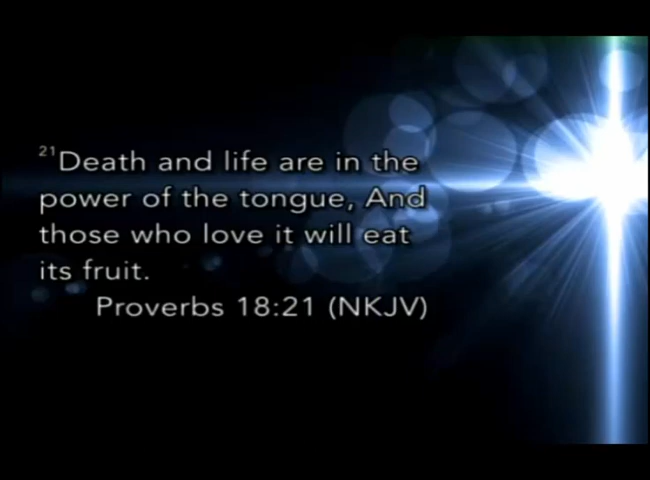 ²¹Death and life are in the
power of the tongue, And
those who love it will eat
its fruit.
Proverbs 18:21 (NKJV)